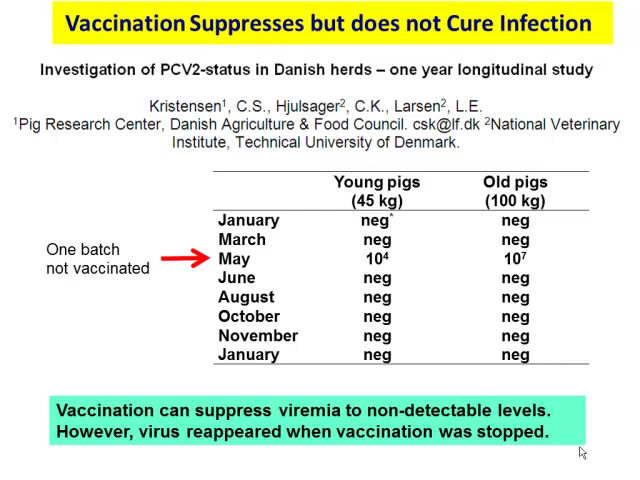 Vaccination Suppresses but does not Cure Infection
Investigation of PCV2-status in Danish herds – one year longitudinal study
Kristensen¹, C.S., Hjulsager², C.K., Larsen², L.E.
¹Pig Research Center, Danish Agriculture & Food Council. csk@lf.dk ²National Veterinary
Institute, Technical University of Denmark.
Young pigs Old pigs
(45 kg) (100 kg)
January neg* neg
March neg neg
One batch
not vaccinated
May 10⁴ 10⁷
June neg neg
August neg neg
October neg neg
November neg neg
January neg neg
Vaccination can suppress viremia to non-detectable levels.
However, virus reappeared when vaccination was stopped.